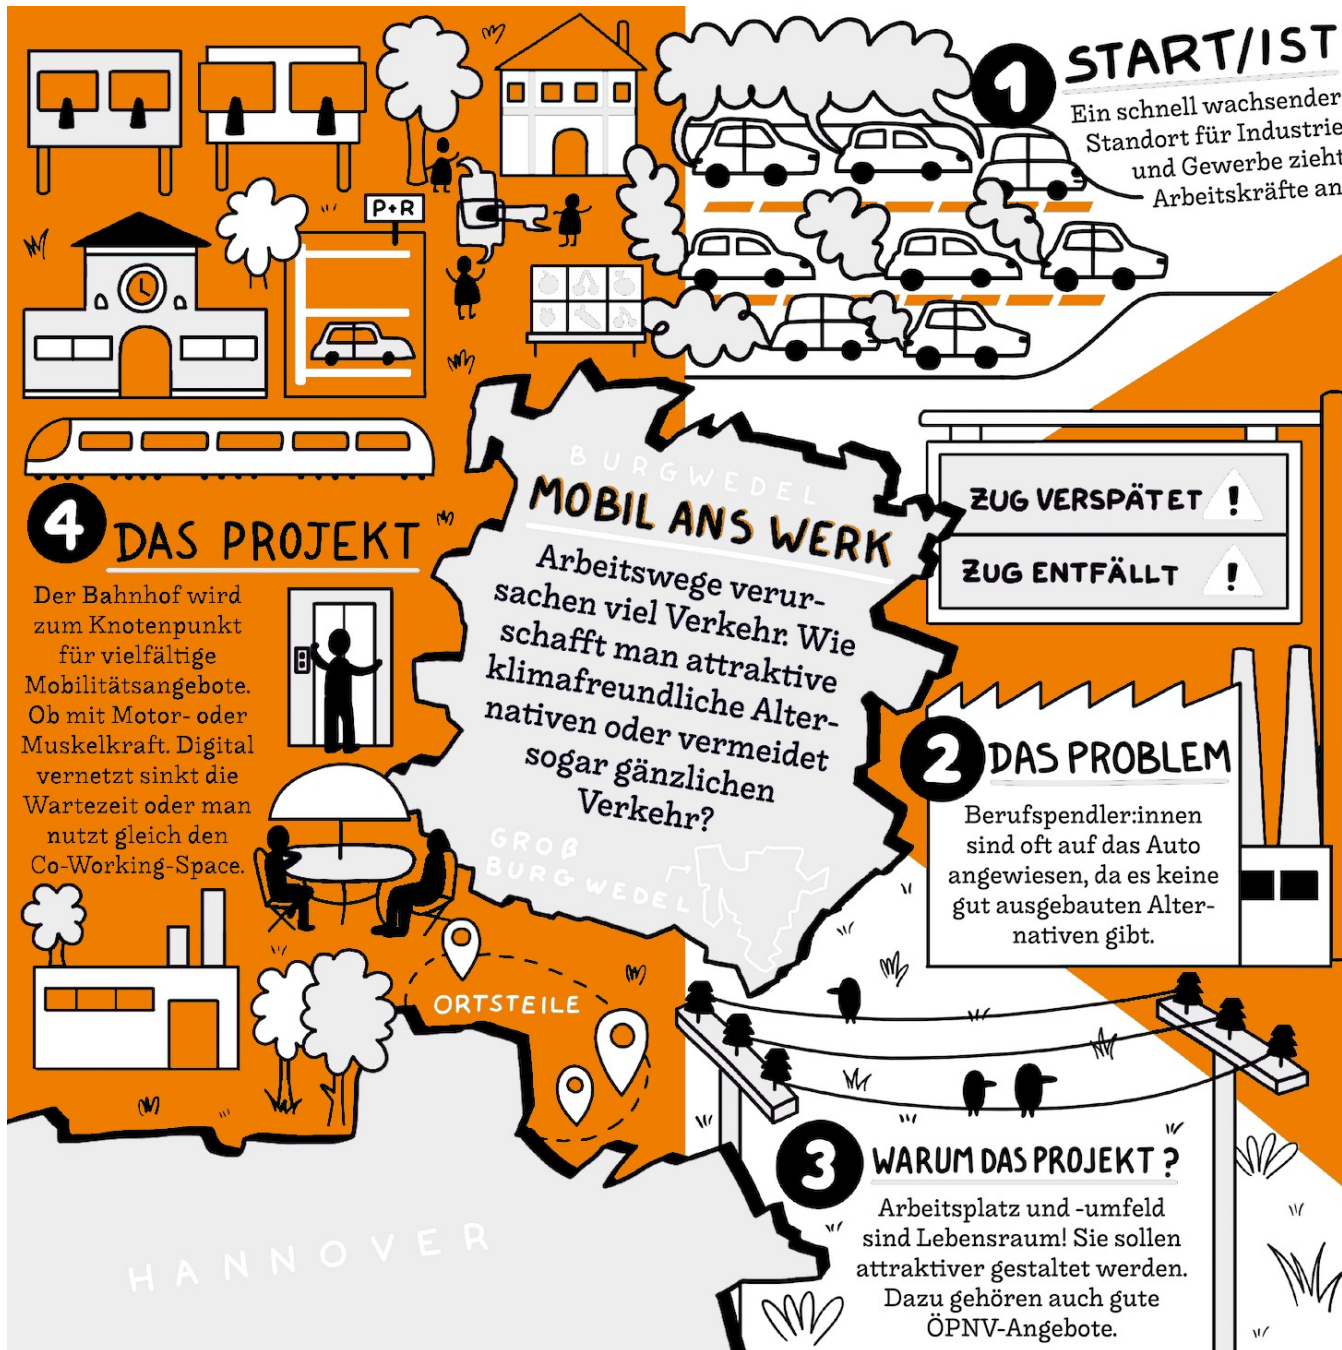 1 START/IST
Ein schnell wachsender
Standort für Industrie
und Gewerbe zieht
Arbeitskräfte an
P+R
BURGWEDEL
MOBIL ANS WERK
Arbeitswege verur-
sachen viel Verkehr. Wie
schafft man attraktive
klimafreundliche Alter-
nativen oder vermeidet
sogar gänzlichen
Verkehr?
GROß
BURGWEDEL
ZUG VERSPÄTET !
ZUG ENTFÄLLT !
2 DAS PROBLEM
Berufspendler:innen
sind oft auf das Auto
angewiesen, da es keine
gut ausgebauten Alter-
nativen gibt.
3 WARUM DAS PROJEKT?
Arbeitsplatz und -umfeld
sind Lebensraum! Sie sollen
attraktiver gestaltet werden.
Dazu gehören auch gute
ÖPNV-Angebote.
4 DAS PROJEKT
Der Bahnhof wird
zum Knotenpunkt
für vielfältige
Mobilitätsangebote.
Ob mit Motor- oder
Muskelkraft. Digital
vernetzt sinkt die
Wartezeit oder man
nutzt gleich den
Co-Working-Space.
ORTSTEILE
HANNOVER